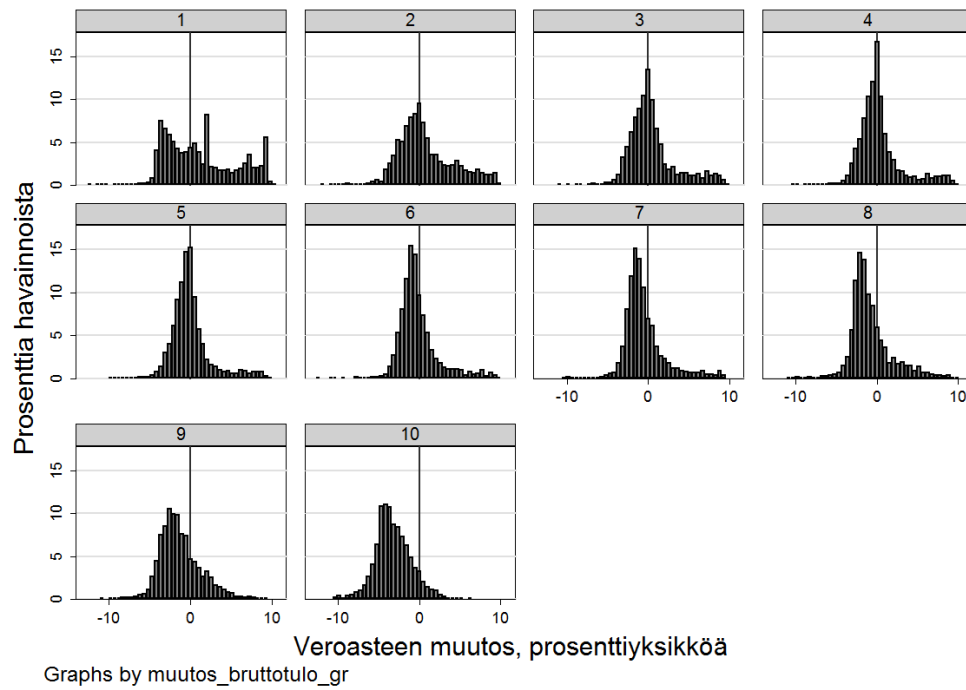 1 2 3 4
15
10
5
0
5 6 7 8
15
10
5
0
-10 0 10 -10 0 10
9 10
15
10
5
0
-10 0 10 -10 0 10
Prosenttia havainnoista
Veroasteen muutos, prosenttiyksikköä
Graphs by muutos_bruttotulo_gr